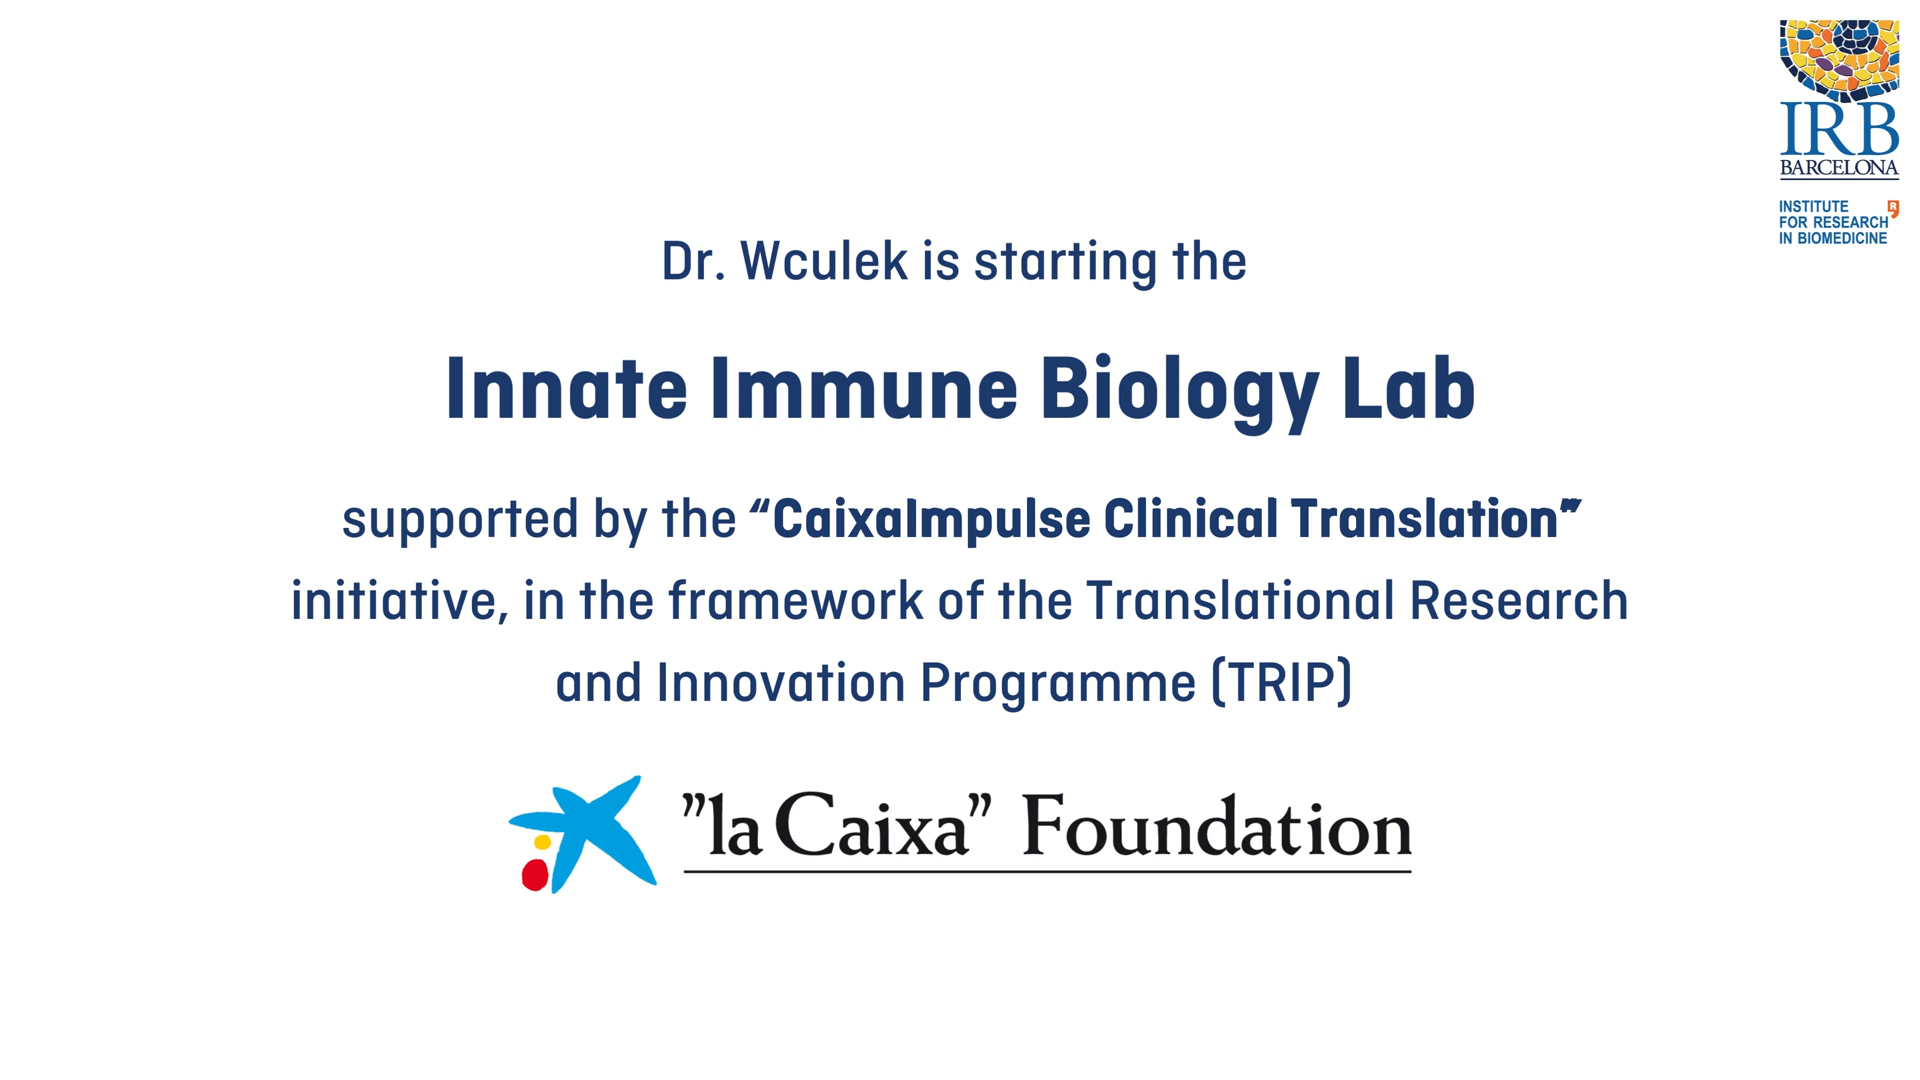 IRB
BARCELONA
INSTITUTE
FOR RESEARCH
IN BIOMEDICINE
R
Dr. Wculek is starting the
Innate Immune Biology Lab
supported by the “CaixaImpulse Clinical Translation”
initiative, in the framework of the Translational Research
and Innovation Programme (TRIP)
”la Caixa” Foundation